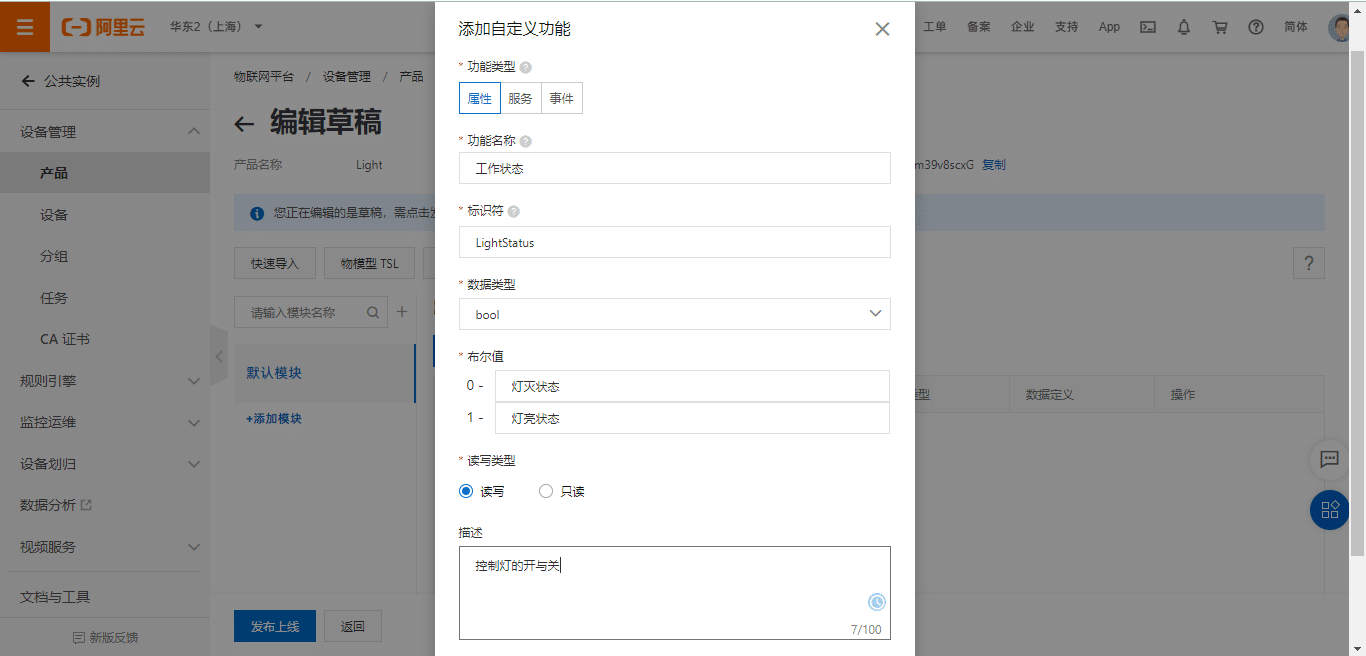 阿里云
华东2（上海）
工单
备案
企业
支持
App
简体
公共实例
设备管理
产品
设备
分组
任务
CA 证书
规则引擎
监控运维
设备划归
数据分析
视频服务
文档与工具
新版反馈
物联网平台 / 设备管理 / 产品
编辑草稿
产品名称
Light
m39v8scxG 复制
您正在编辑的是草稿，需点击
快速导入
物模型 TSL
?
请输入模块名称
+
默认模块
+添加模块
型
数据定义
操作
发布上线
返回
添加自定义功能
* 功能类型 ?
属性
服务
事件
* 功能名称 ?
工作状态
* 标识符 ?
LightStatus
* 数据类型
bool
* 布尔值
0 - 灯灭状态
1 - 灯亮状态
* 读写类型
读写
只读
描述
控制灯的开与关
7/100